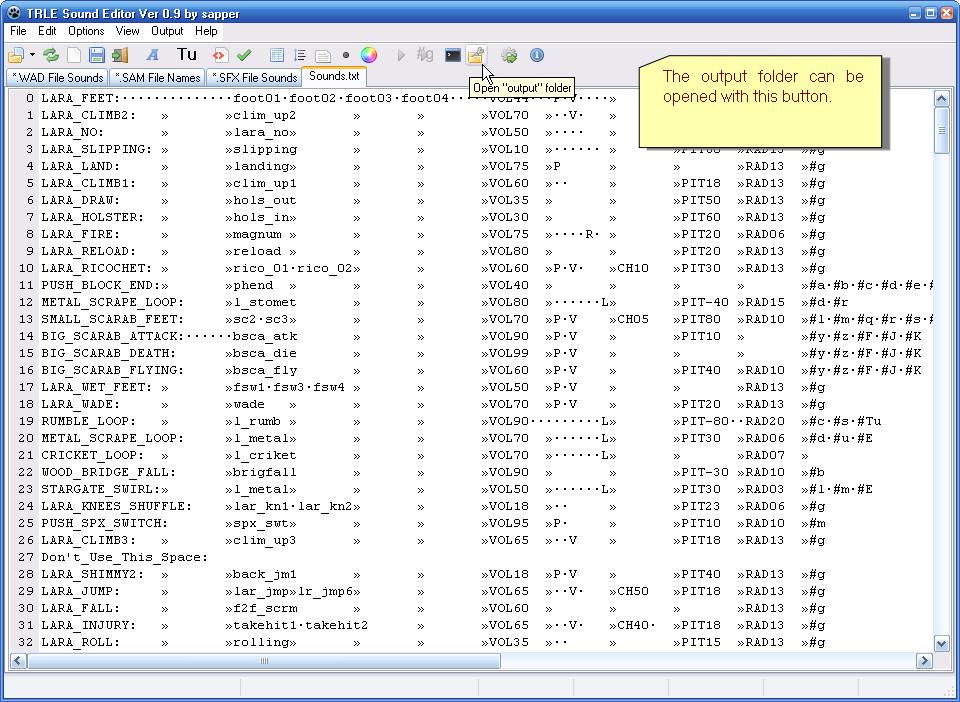 TRLE Sound Editor Ver 0.9 by sapper
File Edit Options View Output Help
Tu
*.WAD File Sounds *.SAM File Names *.SFX File Sounds Sounds.txt
Open "output" folder
The output folder can be
opened with this button.
0 LARA_FEET:··············foot01·foot02·foot03·foot04····
1 LARA_CLIMB2: » »clim_up2 » » »VOL70 »··V· »
2 LARA_NO: » »lara_no» » » »VOL50 »···· »
3 LARA_SLIPPING: » »slipping » » »VOL10 »······ » »RAD13 »#g
4 LARA_LAND: » »landing» » » »VOL75 »P » » »RAD13 »#g
5 LARA_CLIMB1: » »clim_up1 » » »VOL60 »·· » »PIT18 »RAD13 »#g
6 LARA_DRAW: » »hols_out » » »VOL35 » » »PIT50 »RAD13 »#g
7 LARA_HOLSTER: » »hols_in» » » »VOL30 » » »PIT60 »RAD13 »#g
8 LARA_FIRE: » »magnum » » » »VOL75 »····R· » »PIT20 »RAD06 »#g
9 LARA_RELOAD: » »reload » » » »VOL80 » » »PIT20 »RAD13 »#g
10 LARA_RICOCHET: » »rico_01·rico_02» » »VOL60 »P·V· »CH10 »PIT30 »RAD13 »#g
11 PUSH_BLOCK_END:» »phend » » » »VOL40 » » » » »#a·#b·#c·#d·#e·#
12 METAL_SCRAPE_LOOP: »l_stomet » » »VOL80 »······L» »PIT-40 »RAD15 »#d·#r
13 SMALL_SCARAB_FEET: »sc2·sc3» » » »VOL70 »P·V »CH05 »PIT80 »RAD10 »#l·#m·#q·#r·#s·#
14 BIG_SCARAB_ATTACK:······bsca_atk » » »VOL90 »P·V » »PIT10 » »#y·#z·#F·#J·#K
15 BIG_SCARAB_DEATH: »bsca_die » » »VOL99 »P·V » » » »#y·#z·#F·#J·#K
16 BIG_SCARAB_FLYING: »bsca_fly » » »VOL60 »P·V » »PIT40 »RAD10 »#y·#z·#F·#J·#K
17 LARA_WET_FEET: » »fsw1·fsw3·fsw4 » » »VOL50 »P·V » » »RAD13 »#g
18 LARA_WADE: » »wade » » » »VOL70 »P·V » »PIT20 »RAD13 »#g
19 RUMBLE_LOOP: » »l_rumb » » » »VOL90·········L» »PIT-80··RAD20 »#c·#s·#Tu
20 METAL_SCRAPE_LOOP: »l_metal» » » »VOL70 »······L» »PIT30 »RAD06 »#d·#u·#E
21 CRICKET_LOOP: » »l_criket » » »VOL70 »······L» » »RAD07 »
22 WOOD_BRIDGE_FALL: »brigfall » » »VOL90 » » »PIT-30 »RAD10 »#b
23 STARGATE_SWIRL:» »l_metal» » » »VOL50 »······L» »PIT30 »RAD03 »#l·#m·#E
24 LARA_KNEES_SHUFFLE: »lar_kn1·lar_kn2» » »VOL18 »·· » »PIT23 »RAD06 »#g
25 PUSH_SPX_SWITCH: »spx_swt» » » »VOL95 »P· » »PIT10 »RAD10 »#m
26 LARA_CLIMB3: » »clim_up3 » » »VOL65 »··V » »PIT18 »RAD13 »#g
27 Don't_Use_This_Space:
28 LARA_SHIMMY2: » »back_jm1 » » »VOL18 »P·V » »PIT40 »RAD13 »#g
29 LARA_JUMP: » »lar_jmp»lr_jmp6» » »VOL65 »··V· »CH50 »PIT18 »RAD13 »#g
30 LARA_FALL: » »f2f_scrm » » »VOL60 » » » »RAD13 »#g
31 LARA_INJURY: » »takehit1·takehit2 » »VOL65 »··V· »CH40· »PIT18 »RAD13 »#g
32 LARA_ROLL: » »rolling» » » »VOL35 »·· » »PIT15 »RAD13 »#g